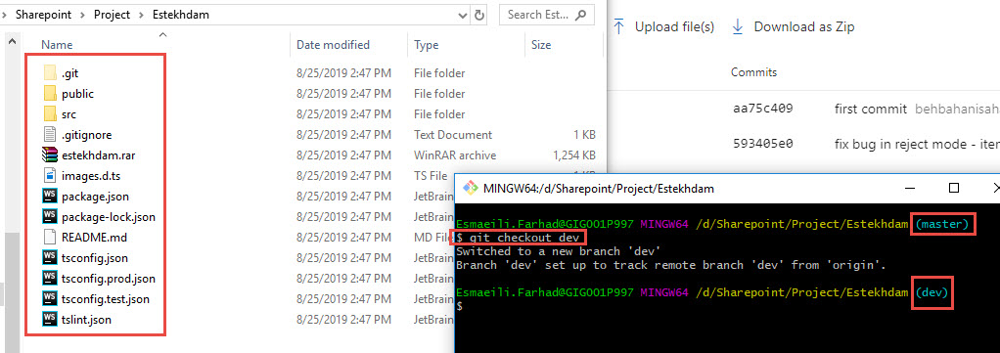 Sharepoint > Project > Estekhdam
Search Est...
Name Date modified Type Size
.git 8/25/2019 2:47 PM File folder
public 8/25/2019 2:47 PM File folder
src 8/25/2019 2:47 PM File folder
.gitignore 8/25/2019 2:47 PM Text Document 1 KB
estekhdam.rar 8/25/2019 2:47 PM WinRAR archive 1,254 KB
images.d.ts 8/25/2019 2:47 PM TS File 1 KB
package.json 8/25/2019 2:47 PM JetBrain
package-lock.json 8/25/2019 2:47 PM JetBrain
README.md 8/25/2019 2:47 PM MD File
tsconfig.json 8/25/2019 2:47 PM JetBrain
tsconfig.prod.json 8/25/2019 2:47 PM JetBrain
tsconfig.test.json 8/25/2019 2:47 PM JetBrain
tslint.json 8/25/2019 2:47 PM JetBrain
Upload file(s) Download as Zip
Commits
aa75c409 first commit behbahanisah
593405e0 fix bug in reject mode - iten
MINGW64:/d/Sharepoint/Project/Estekhdam
Esmaeili.Farhad@GIGO01P997 MINGW64 /d/Sharepoint/Project/Estekhdam (master)
$ git checkout dev
Switched to a new branch 'dev'
Branch 'dev' set up to track remote branch 'dev' from 'origin'.
Esmaeili.Farhad@GIGO01P997 MINGW64 /d/Sharepoint/Project/Estekhdam (dev)
$